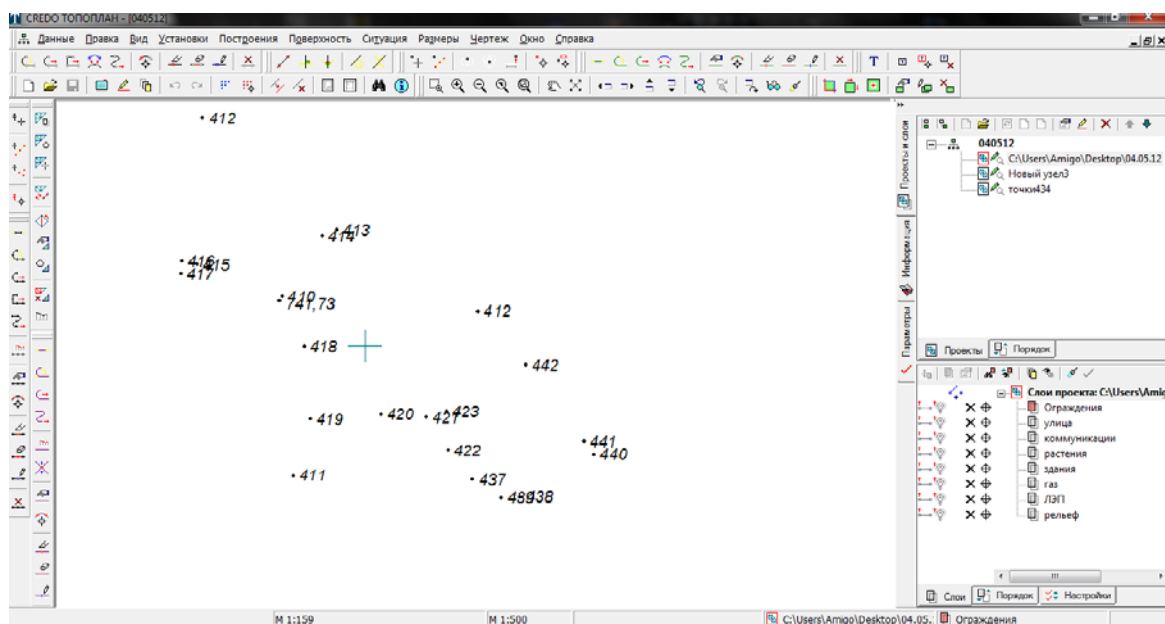 CREDO ТОПОПЛАН - [040512]
Данные Правка Вид Установки Построения Поверхность Ситуация Размеры Чертеж Окно Справка
412
413
414
416
415
417
410
741,73
412
418
442
420
423
421
419
422
441
440
411
437
438
Проекты и слои
Информация
Параметры
040512
C:\Users\Amigo\Desktop\04.05.12
Новый узел3
точки434
Проекты Порядок
Слои проекта: C:\Users\Amig
Ограждения
улица
коммуникации
растения
здания
газ
ЛЭП
рельеф
Слои Порядок Настройки
М 1:159 М 1:500 C:\Users\Amigo\Desktop\04.05. Ограждения